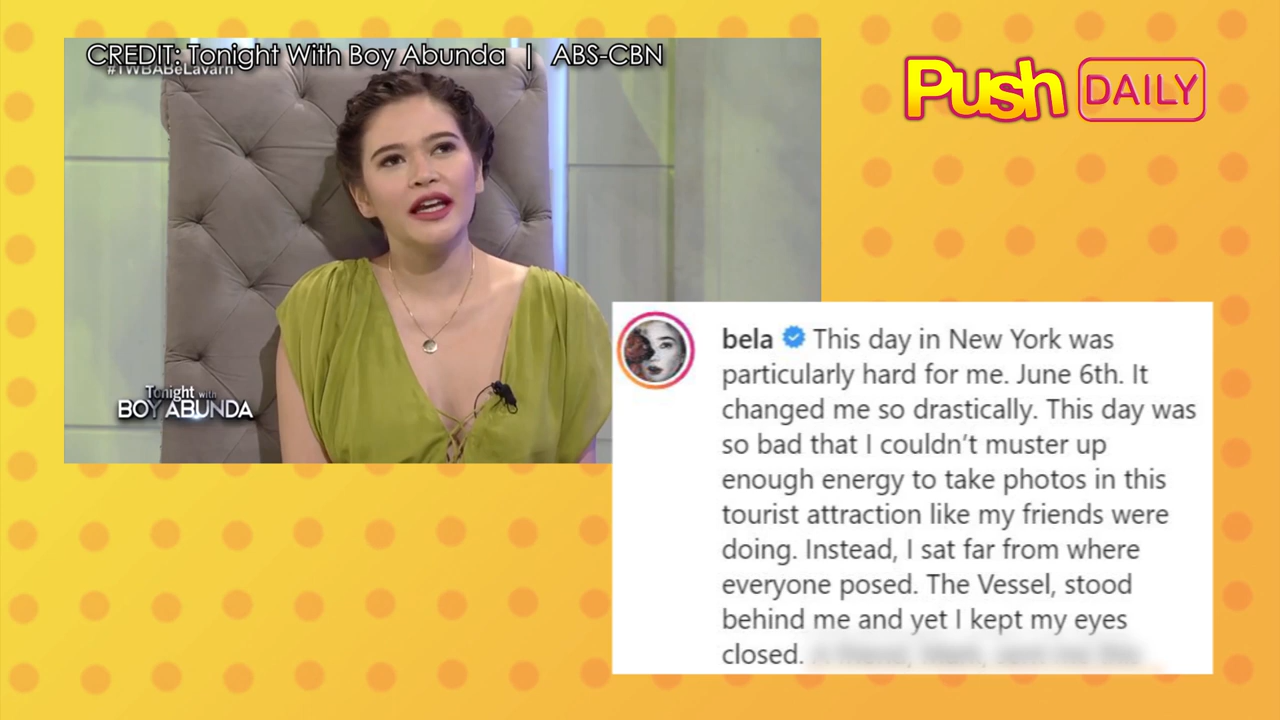 CREDIT: Tonight With Boy Abunda | ABS-CBN
#TWBABeLavarn
Push DAILY
Tonight with
BOY ABUNDA
bela This day in New York was
particularly hard for me. June 6th. It
changed me so drastically. This day was
so bad that I couldn't muster up
enough energy to take photos in this
tourist attraction like my friends were
doing. Instead, I sat far from where
everyone posed. The Vessel, stood
behind me and yet I kept my eyes
closed.